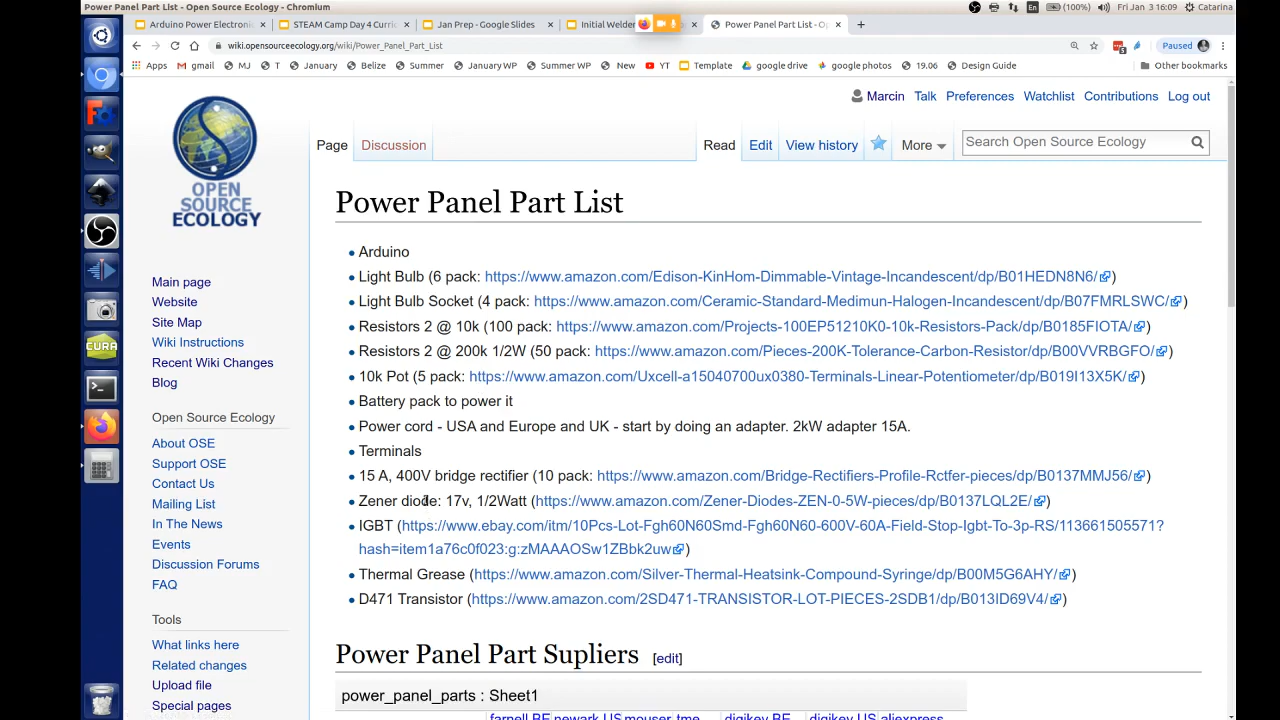 Power Panel Part List - Open Source Ecology - Chromium
En
(100%)
Fri Jan 3 16:09
Catarina
Arduino Power Electroni
STEAM Camp Day 4 Curric
Jan Prep - Google Slides
Initial Welder
Power Panel Part List - Op
wiki.opensourceecology.org/wiki/Power_Panel_Part_List
Paused
Apps
gmail
MJ
T
January
Belize
Summer
January WP
Summer WP
New
YT
Template
google drive
google photos
19.06
Design Guide
Other bookmarks
Marcin Talk Preferences Watchlist Contributions Log out
Page Discussion
Read Edit View history More
Search Open Source Ecology
OPEN
SOURCE
ECOLOGY
Main page
Website
Site Map
Wiki Instructions
Recent Wiki Changes
Blog
Open Source Ecology
About OSE
Support OSE
Contact Us
Mailing List
In The News
Events
Discussion Forums
FAQ
Tools
What links here
Related changes
Upload file
Special pages
CURA
Power Panel Part List
Arduino
Light Bulb (6 pack: https://www.amazon.com/Edison-KinHom-Dimmable-Vintage-Incandescent/dp/B01HEDN8N6/ )
Light Bulb Socket (4 pack: https://www.amazon.com/Ceramic-Standard-Medimun-Halogen-Incandescent/dp/B07FMRLSWC/ )
Resistors 2 @ 10k (100 pack: https://www.amazon.com/Projects-100EP51210K0-10k-Resistors-Pack/dp/B0185FIOTA/ )
Resistors 2 @ 200k 1/2W (50 pack: https://www.amazon.com/Pieces-200K-Tolerance-Carbon-Resistor/dp/B00VVRBGFO/ )
10k Pot (5 pack: https://www.amazon.com/Uxcell-a15040700ux0380-Terminals-Linear-Potentiometer/dp/B019I13X5K/ )
Battery pack to power it
Power cord - USA and Europe and UK - start by doing an adapter. 2kW adapter 15A.
Terminals
15 A, 400V bridge rectifier (10 pack: https://www.amazon.com/Bridge-Rectifiers-Profile-Rctfer-pieces/dp/B0137MMJ56/ )
Zener diode: 17v, 1/2Watt (https://www.amazon.com/Zener-Diodes-ZEN-0-5W-pieces/dp/B0137LQL2E/ )
IGBT (https://www.ebay.com/itm/10Pcs-Lot-Fgh60N60Smd-Fgh60N60-600V-60A-Field-Stop-Igbt-To-3p-RS/113661505571?
hash=item1a76c0f023:g:zMAAAOSw1ZBbk2uw )
Thermal Grease (https://www.amazon.com/Silver-Thermal-Heatsink-Compound-Syringe/dp/B00M5G6AHY/ )
D471 Transistor (https://www.amazon.com/2SD471-TRANSISTOR-LOT-PIECES-2SDB1/dp/B013ID69V4/ )
Power Panel Part Supliers [edit]
power_panel_parts : Sheet1
farnell BE newark US mouser tme digikey BE digikey US aliexpress